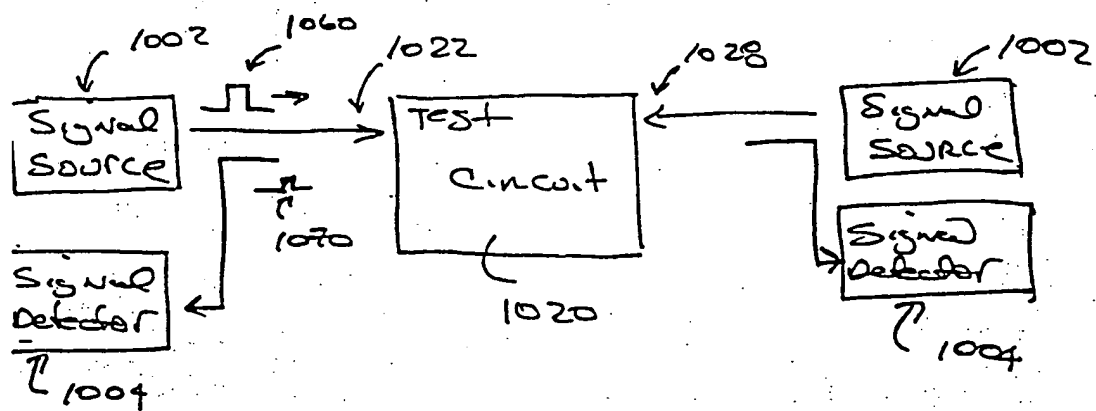 1002
1060
1022
1028
1002
Signal
Source
Test
Circuit
Signal
Source
1070
Signal
Detector
1020
Signal
Detector
1004
1004